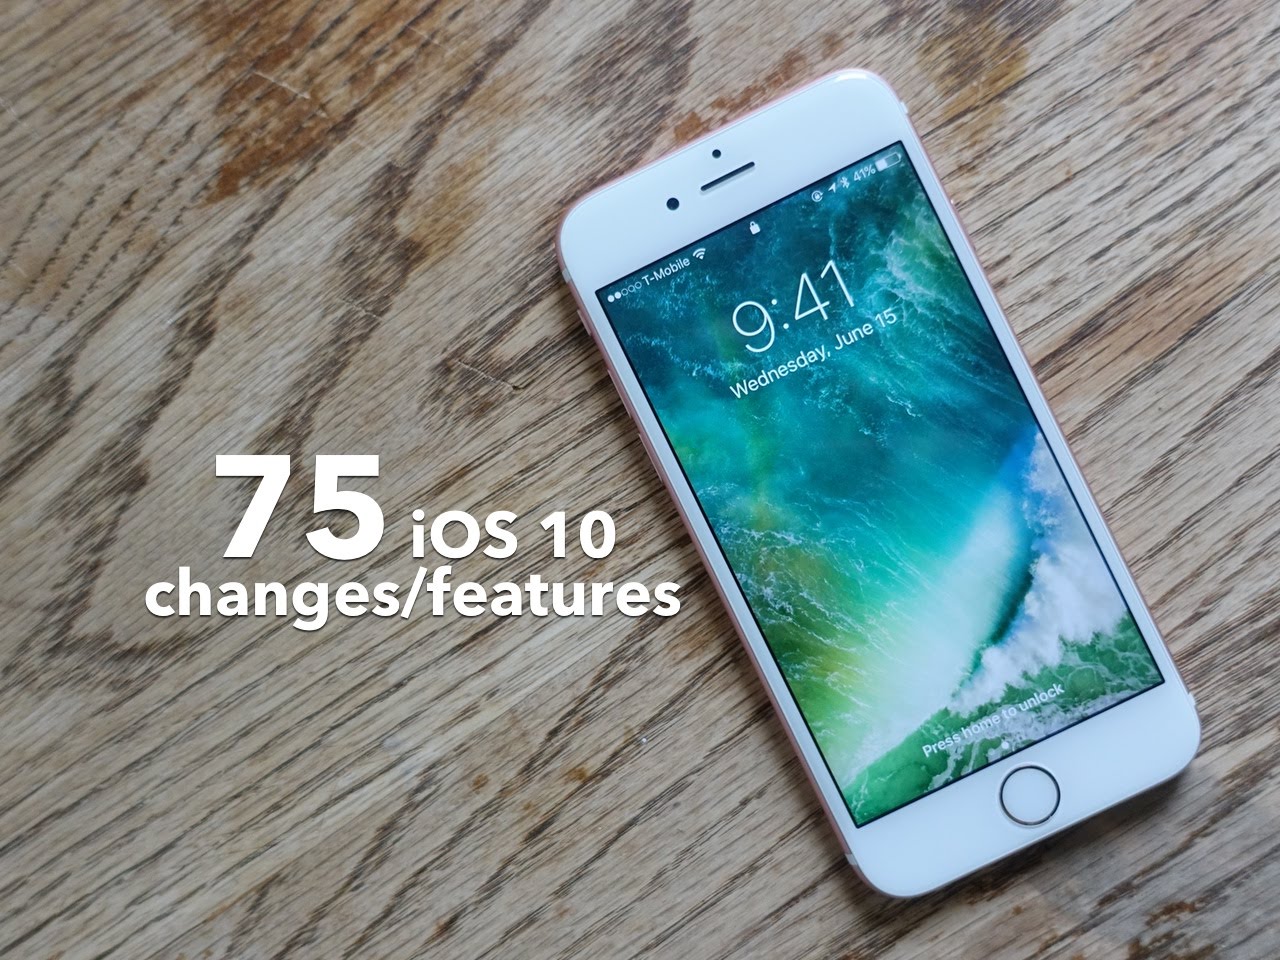 T-Mobile
41%
9:41
Wednesday, June 15
75 iOS 10
changes/features
Press home to unlock